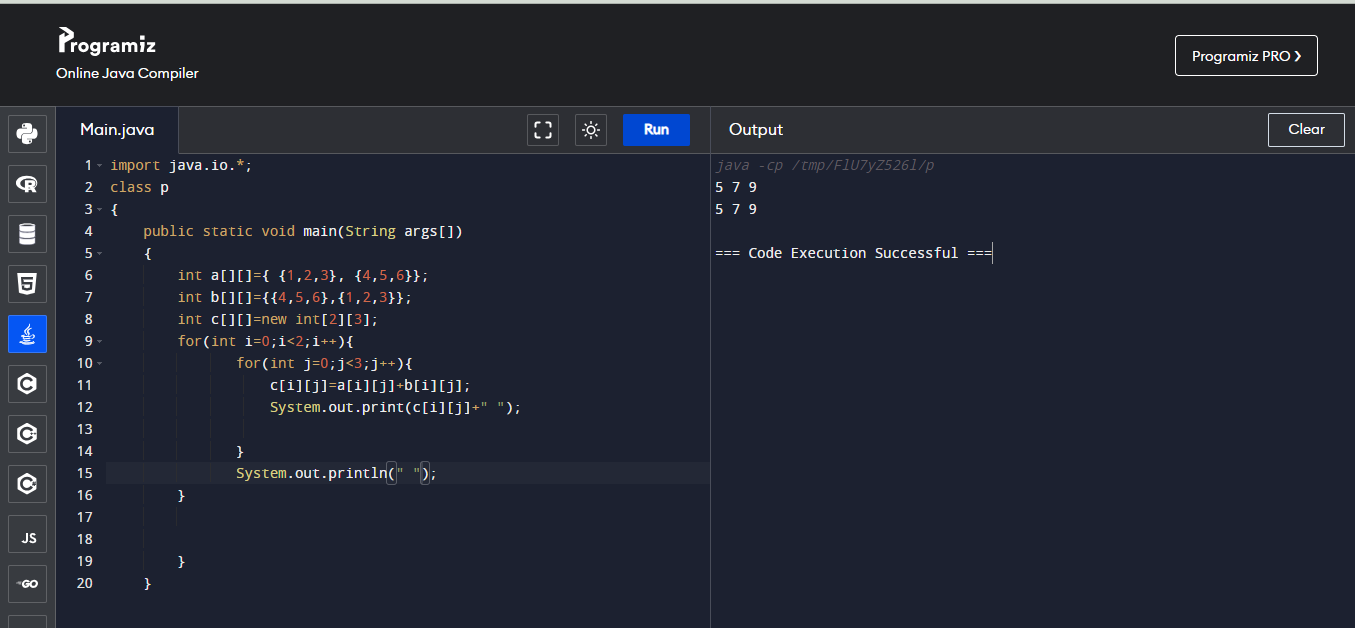 Programiz
Online Java Compiler
Programiz PRO ❯
Main.java
Run
Output
Clear
1 import java.io.*;
2 class p
3 {
4     public static void main(String args[])
5     {
6         int a[][]={ {1,2,3}, {4,5,6}};
7         int b[][]={{4,5,6},{1,2,3}};
8         int c[][]=new int[2][3];
9         for(int i=0;i<2;i++){
10                for(int j=0;j<3;j++){
11                    c[i][j]=a[i][j]+b[i][j];
12                    System.out.print(c[i][j]+" ");
13
14                }
15                System.out.println(" ");
16         }
17
18
19         }
20     }
java -cp /tmp/FlU7yZ526l/p
5 7 9
5 7 9
=== Code Execution Successful ===
JS
GO